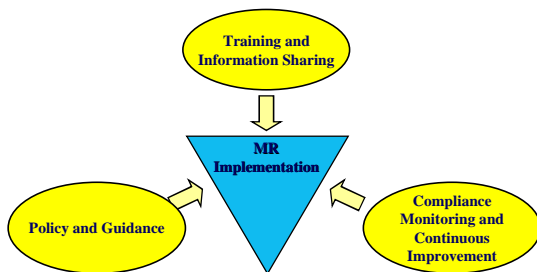 Training and
Information Sharing
MR
Implementation
Policy and Guidance
Compliance
Monitoring and
Continuous
Improvement